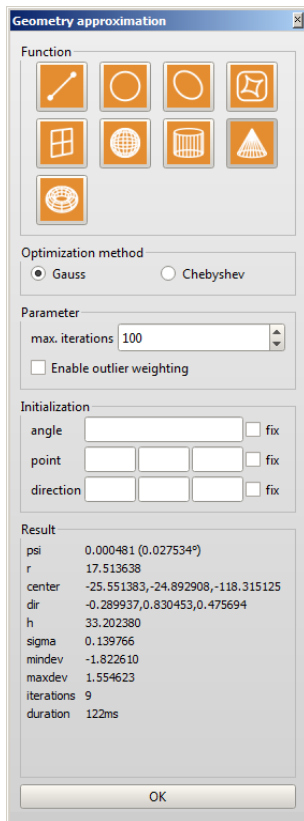 Geometry approximation
Function
Optimization method
Gauss Chebyshev
Parameter
max. iterations 100
Enable outlier weighting
Initialization
angle fix
point fix
direction fix
Result
psi 0.000481 (0.027534º)
r 17.513638
center -25.551383,-24.892908,-118.315125
dir -0.289937,0.830453,0.475694
h 33.202380
sigma 0.139766
mindev -1.822610
maxdev 1.554623
iterations 9
duration 122ms
OK